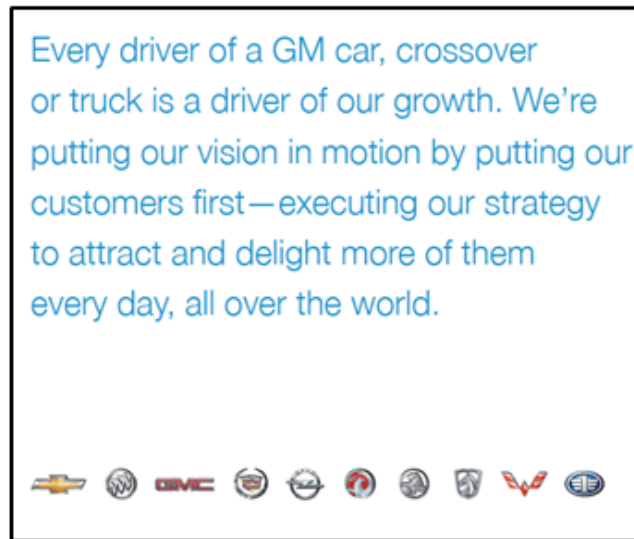 Every driver of a GM car, crossover
or truck is a driver of our growth. We’re
putting our vision in motion by putting our
customers first—executing our strategy
to attract and delight more of them
every day, all over the world.
GMC